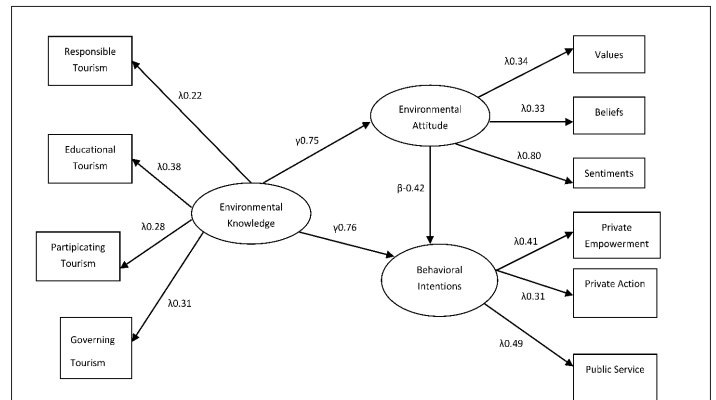 Responsible
Tourism
λ0.22
Educational
Tourism
λ0.38
Partipicating
Tourism
λ0.28
Governing
Tourism
λ0.31
Environmental
Knowledge
γ0.75
γ0.76
Environmental
Attitude
β-0.42
Behavioral
Intentions
λ0.34
Values
λ0.33
Beliefs
λ0.80
Sentiments
λ0.41
Private
Empowerment
λ0.31
Private Action
λ0.49
Public Service